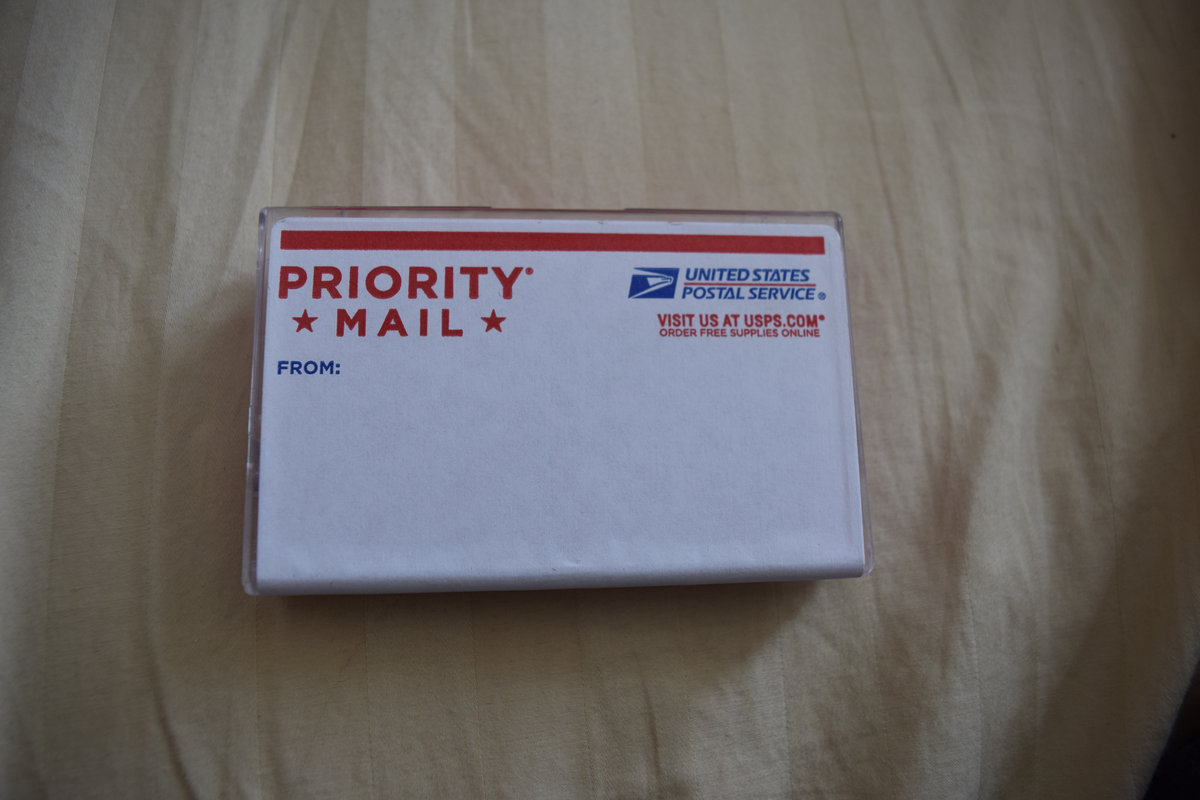 PRIORITY®
★ MAIL ★
UNITED STATES
POSTAL SERVICE®
VISIT US AT USPS.COM®
ORDER FREE SUPPLIES ONLINE
FROM: